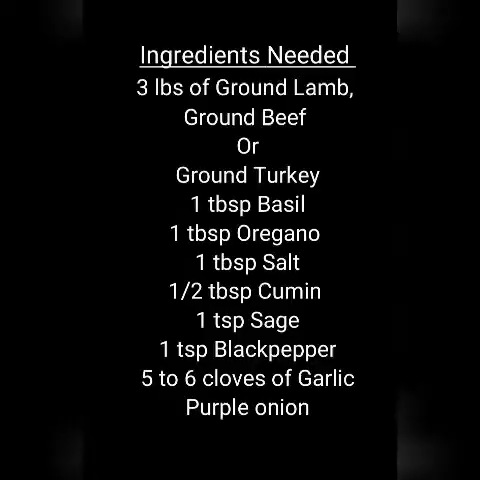 Ingredients Needed
3 lbs of Ground Lamb,
Ground Beef
Or
Ground Turkey
1 tbsp Basil
1 tbsp Oregano
1 tbsp Salt
1/2 tbsp Cumin
1 tsp Sage
1 tsp Blackpepper
5 to 6 cloves of Garlic
Purple onion